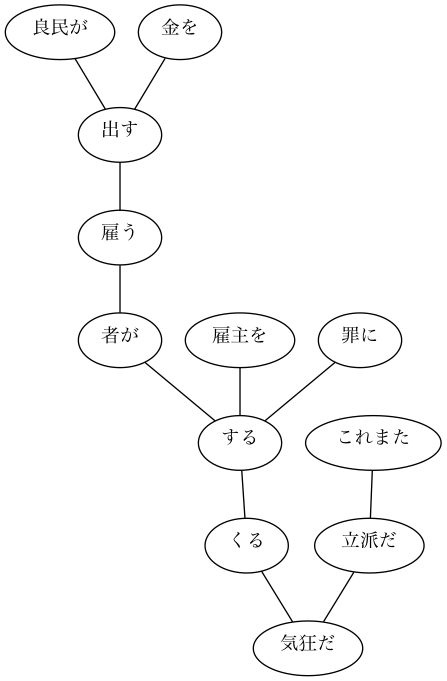 良民が 金を
出す
雇う
者が 雇主を 罪に
する これまた
くる 立派だ
気狂だ